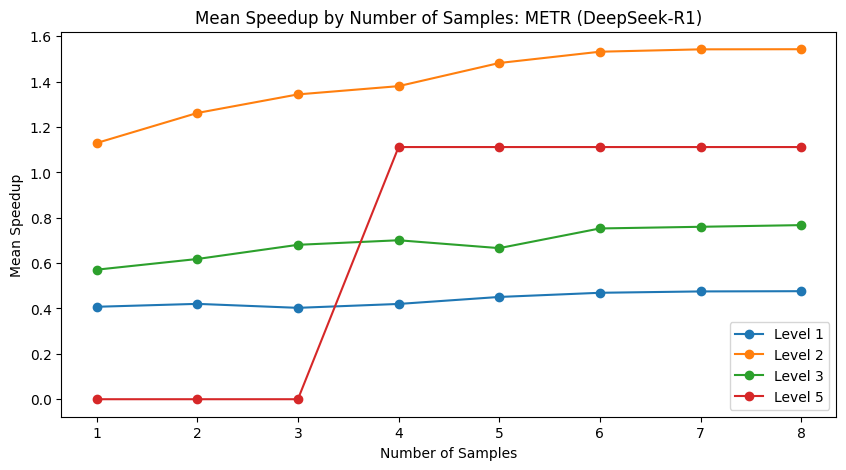 Mean Speedup by Number of Samples: METR (DeepSeek-R1)
Mean Speedup
1.6
1.4
1.2
1.0
0.8
0.6
0.4
0.2
0.0
Level 1
Level 2
Level 3
Level 5
1 2 3 4 5 6 7 8
Number of Samples